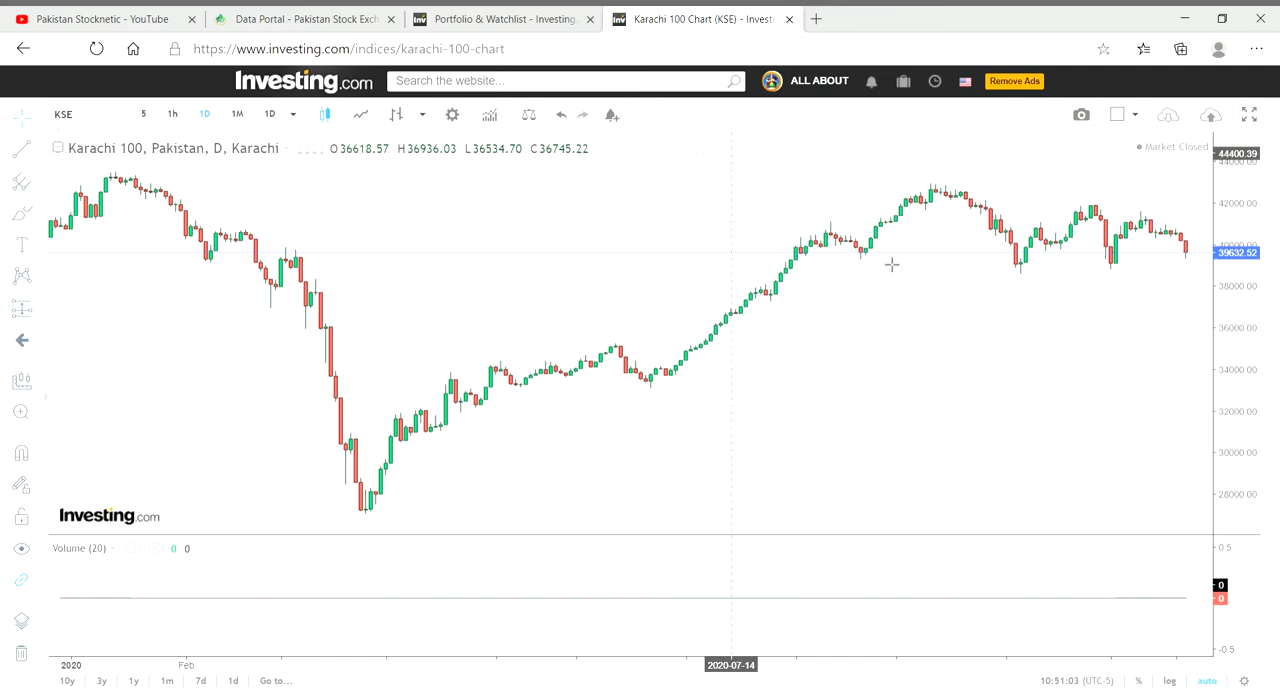 Pakistan Stocknetic - YouTube
Data Portal - Pakistan Stock Exch
Portfolio & Watchlist - Investing.
Karachi 100 Chart (KSE) - Investi
https://www.investing.com/indices/karachi-100-chart
Investing.com
Search the website...
ALL ABOUT
Remove Ads
KSE
5 1h 1D 1M 1D
Karachi 100, Pakistan, D, Karachi
O36618.57 H36936.03 L36534.70 C36745.22
Market Closed
44400.39
44000.00
42000.00
40000.00
39632.52
38000.00
36000.00
34000.00
32000.00
30000.00
28000.00
Investing.com
Volume (20) 0 0
0.5
0
0
-0.5
2020 Feb 2020-07-14
10y 3y 1y 1m 7d 1d Go to...
10:51:03 (UTC-5) % log auto